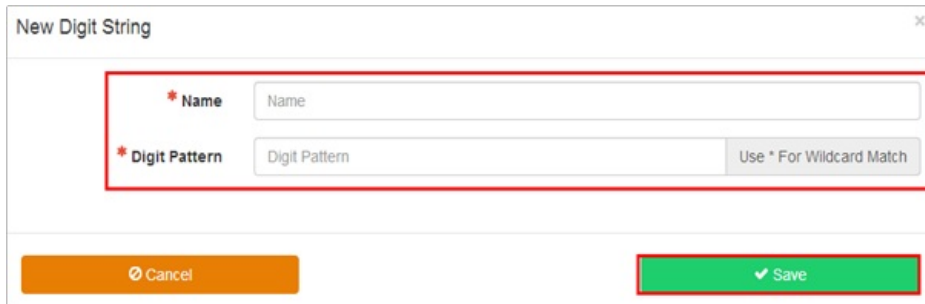 New Digit String ×
* Name Name
* Digit Pattern Digit Pattern Use * For Wildcard Match
Cancel Save